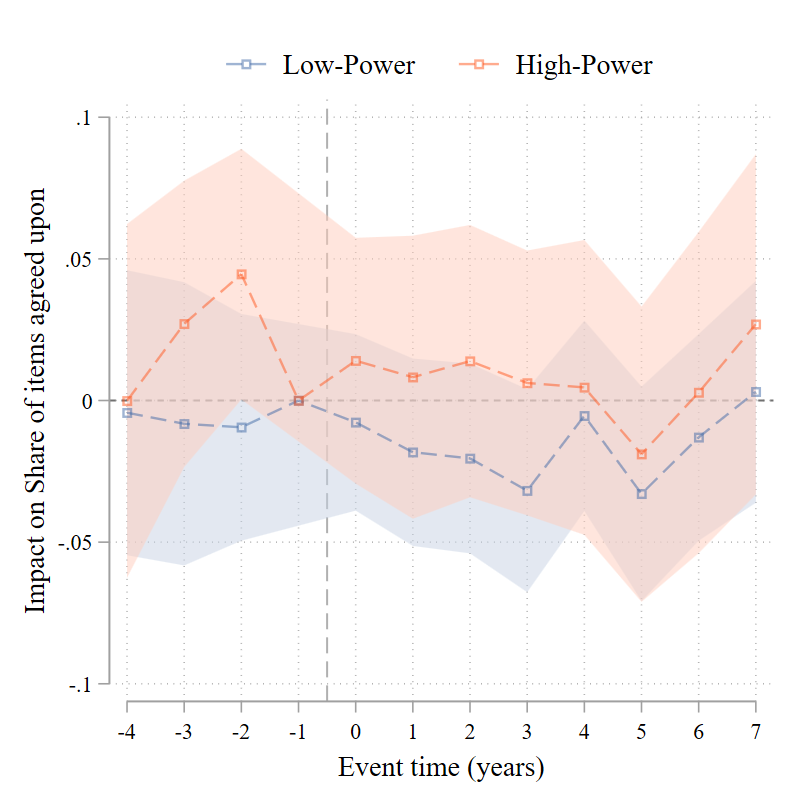 Low-Power High-Power
.1
.05
0
-.05
-.1
Impact on Share of items agreed upon
-4 -3 -2 -1 0 1 2 3 4 5 6 7
Event time (years)